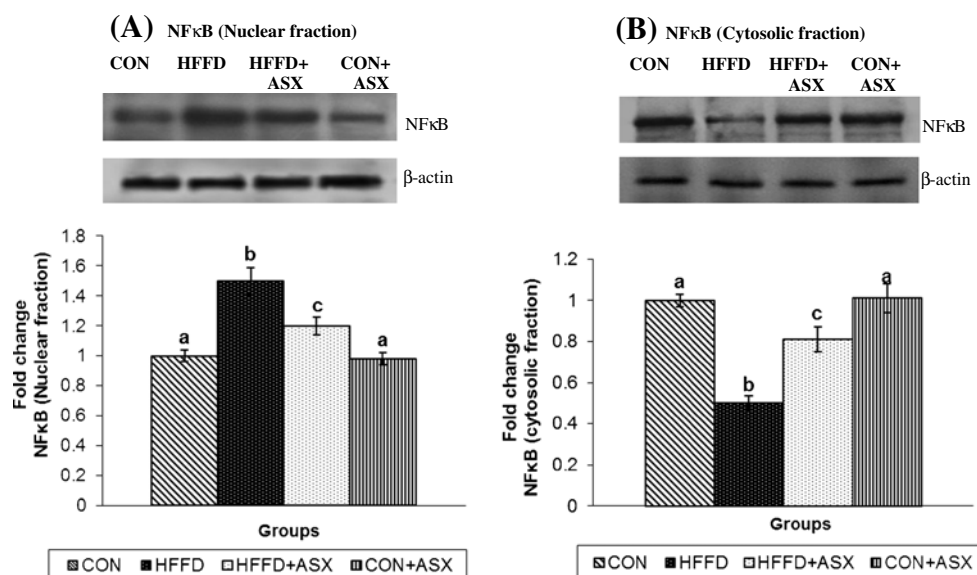 (A) NFκB (Nuclear fraction)
CON HFFD HFFD+ CON+
ASX ASX
NFκB
β-actin
Fold change
NFκB (Nuclear fraction)
1.8
1.6
1.4
1.2
1
0.8
0.6
0.4
0.2
0
a
b
c
a
Groups
CON HFFD HFFD+ASX CON+ASX
(B) NFκB (Cytosolic fraction)
CON HFFD HFFD+ CON+
ASX ASX
NFκB
β-actin
Fold change
NFκB (cytosolic fraction)
1.2
1
0.8
0.6
0.4
0.2
0
a
b
c
a
Groups
CON HFFD HFFD+ASX CON+ASX